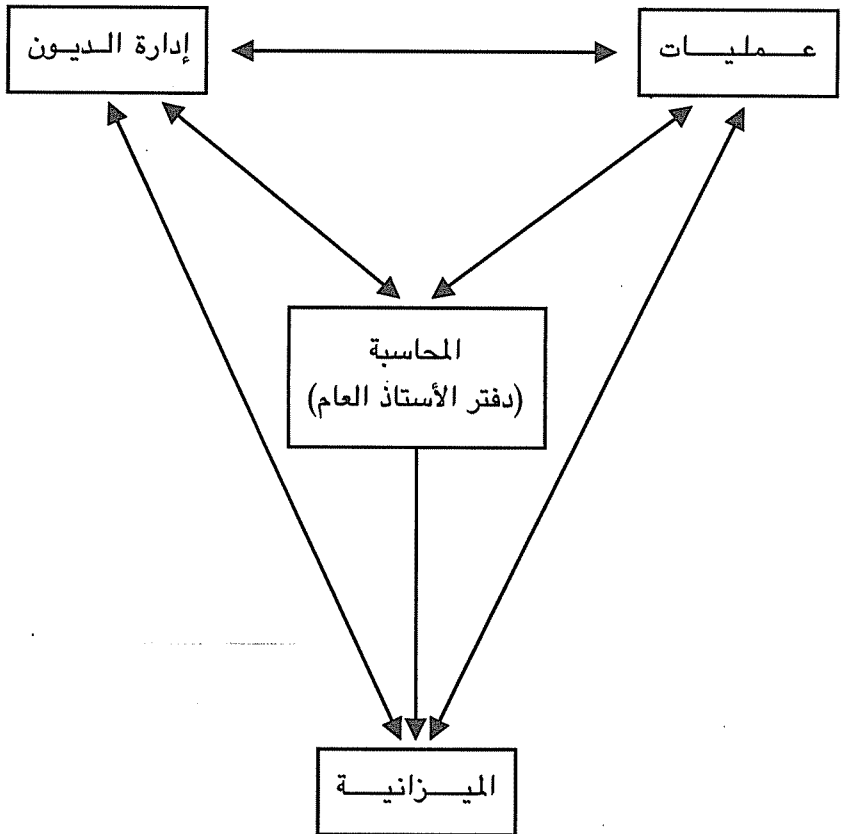 عمليات
إدارة الديون
المحاسبة
(دفتر الأستاذ العام)
الميزانية